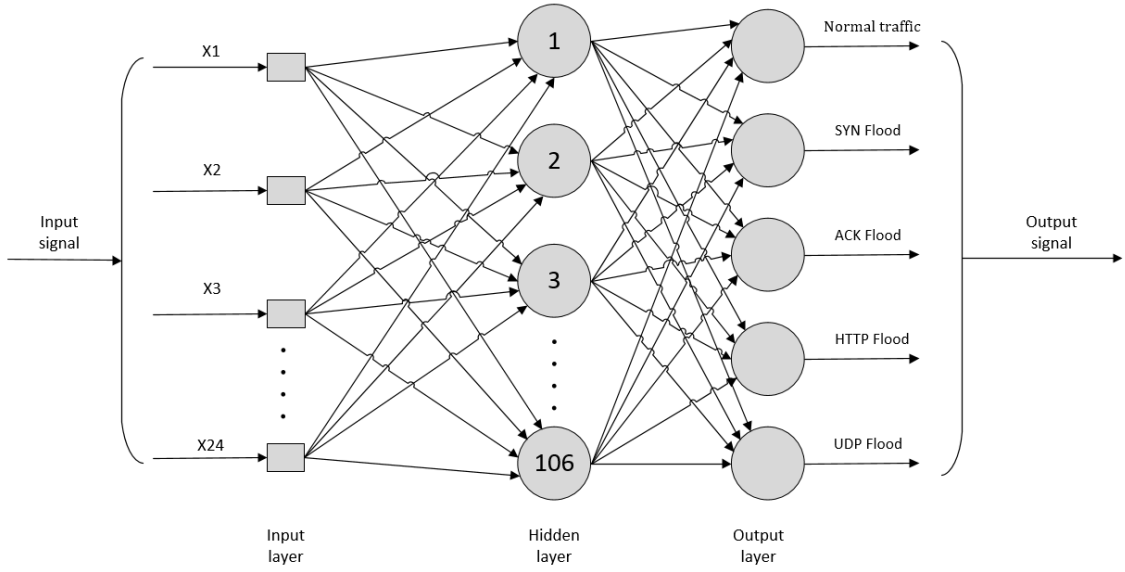 X1
X2
X3
X24
Input
signal
1
2
3
106
Normal traffic
SYN Flood
ACK Flood
HTTP Flood
UDP Flood
Output
signal
Input
layer
Hidden
layer
Output
layer